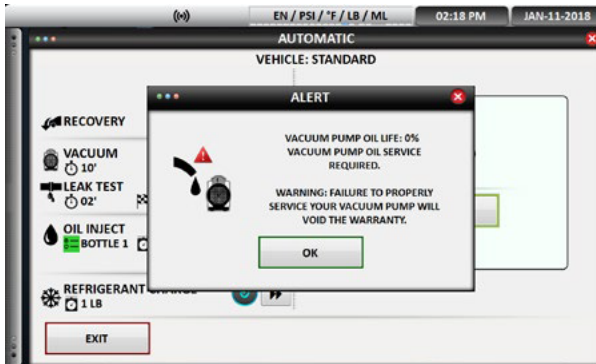 EN / PSI / °F / LB / ML
02:18 PM
JAN-11-2018
AUTOMATIC
VEHICLE: STANDARD
ALERT
VACUUM PUMP OIL LIFE: 0%
VACUUM PUMP OIL SERVICE
REQUIRED.
WARNING: FAILURE TO PROPERLY
SERVICE YOUR VACUUM PUMP WILL
VOID THE WARRANTY.
OK
RECOVERY
VACUUM
10'
LEAK TEST
02'
OIL INJECT
BOTTLE 1
REFRIGERANT
1 LB
EXIT